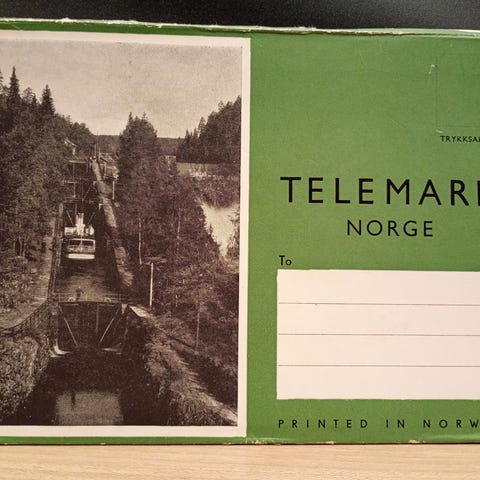 TRYKKSA
TELEMAR
NORGE
To
PRINTED IN NORW